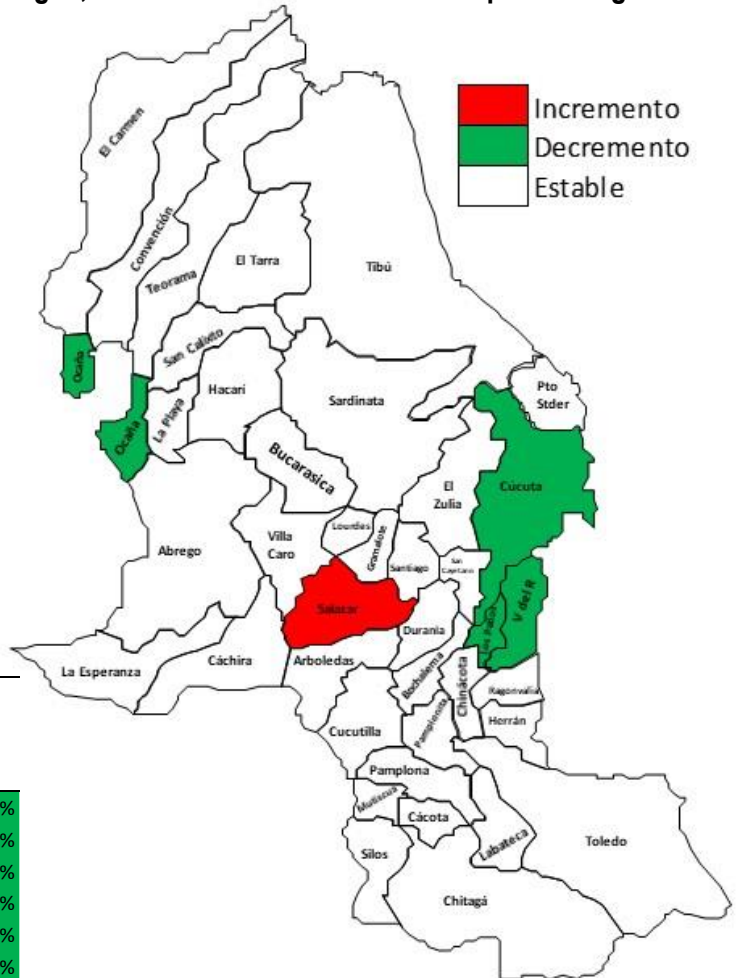 Incremento
Decremento
Estable
El Carmen
Convención
Teorama
El Tarra
Tibú
San Calixto
Ocaña
Hacarí
La Playa
Ocaña
Sardinata
Pto
Stder
Bucarasica
El
Zulia
Cúcuta
Lourdes
Gramalote
Villa
Caro
Abrego
Santiago
San
Cayetano
Salazar
V del R
Durania
La Esperanza
Cáchira
Arboledas
Bochalema
Chinácota
Ragonvalia
Herrán
Cucutilla
Pamplonita
Pamplona
Mutiscua
Cácota
Labateca
Toledo
Silos
Chitagá
%
%
%
%
%
%